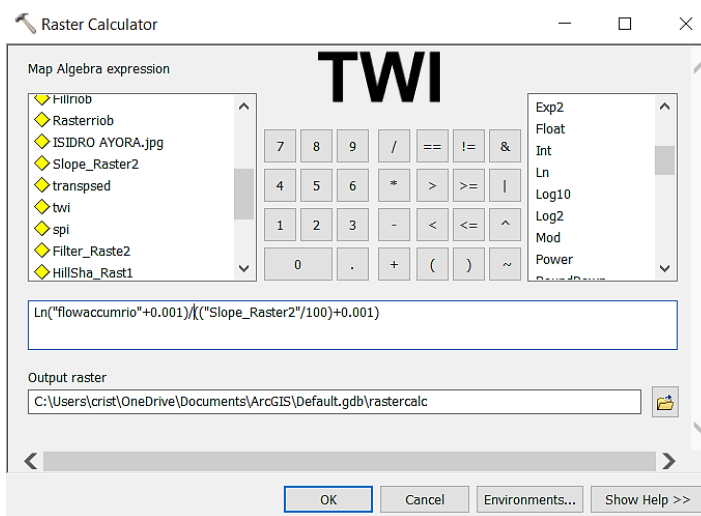 Raster Calculator
Map Algebra expression
TWI
Fillriob
Rasterriob
ISIDRO AYORA.jpg
Slope_Raster2
transpsed
twi
spi
Filter_Raste2
HillSha_Rast1
7 8 9 / == != &
4 5 6 * > >= |
1 2 3 - < <= ^
0 . + ( ) ~
Exp2
Float
Int
Ln
Log10
Log2
Mod
Power
RoundDown
Ln("flowaccumrio"+0.001)/(("Slope_Raster2"/100)+0.001)
Output raster
C:\Users\crist\OneDrive\Documents\ArcGIS\Default.gdb\rastercalc
OK Cancel Environments... Show Help >>